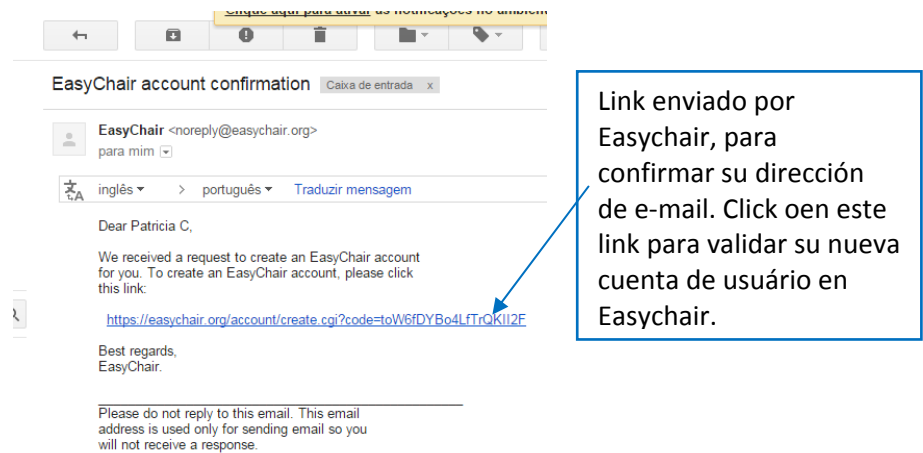 Clique aqui para ativar as notificações no ambien
EasyChair account confirmation Caixa de entrada x
EasyChair <noreply@easychair.org>
para mim
inglês > português Traduzir mensagem
Dear Patricia C,
We received a request to create an EasyChair account
for you. To create an EasyChair account, please click
this link:
https://easychair.org/account/create.cgi?code=toW6fDYBo4LfTrQKII2F
Best regards,
EasyChair.
Please do not reply to this email. This email
address is used only for sending email so you
will not receive a response.
Link enviado por
Easychair, para
confirmar su dirección
de e-mail. Click oen este
link para validar su nueva
cuenta de usuário en
Easychair.